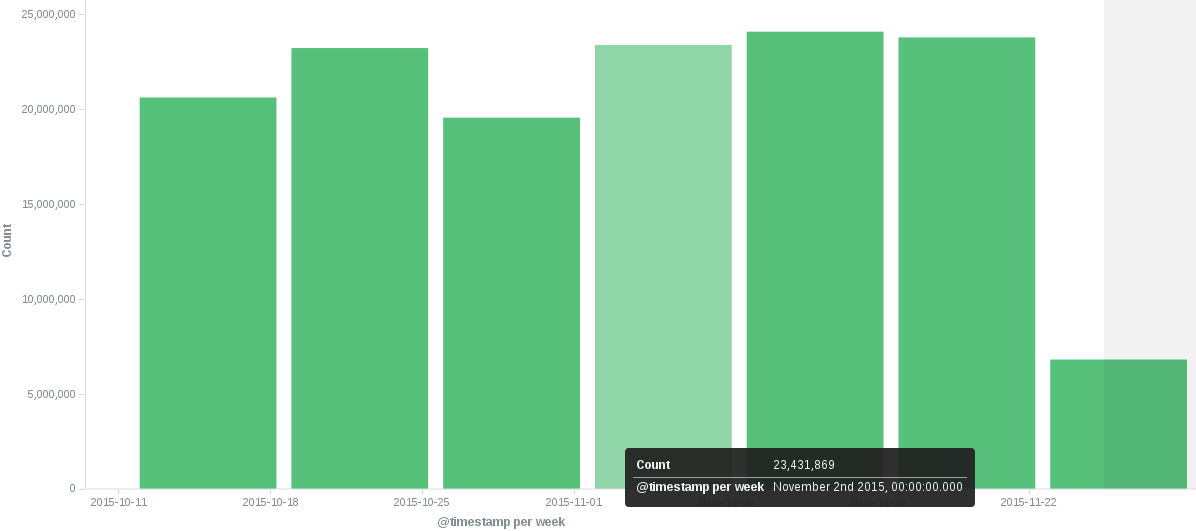 25,000,000
20,000,000
15,000,000
10,000,000
5,000,000
0
Count
Count 23,431,869
@timestamp per week November 2nd 2015, 00:00:00.000
2015-10-11 2015-10-18 2015-10-25 2015-11-01 2015-11-22
@timestamp per week